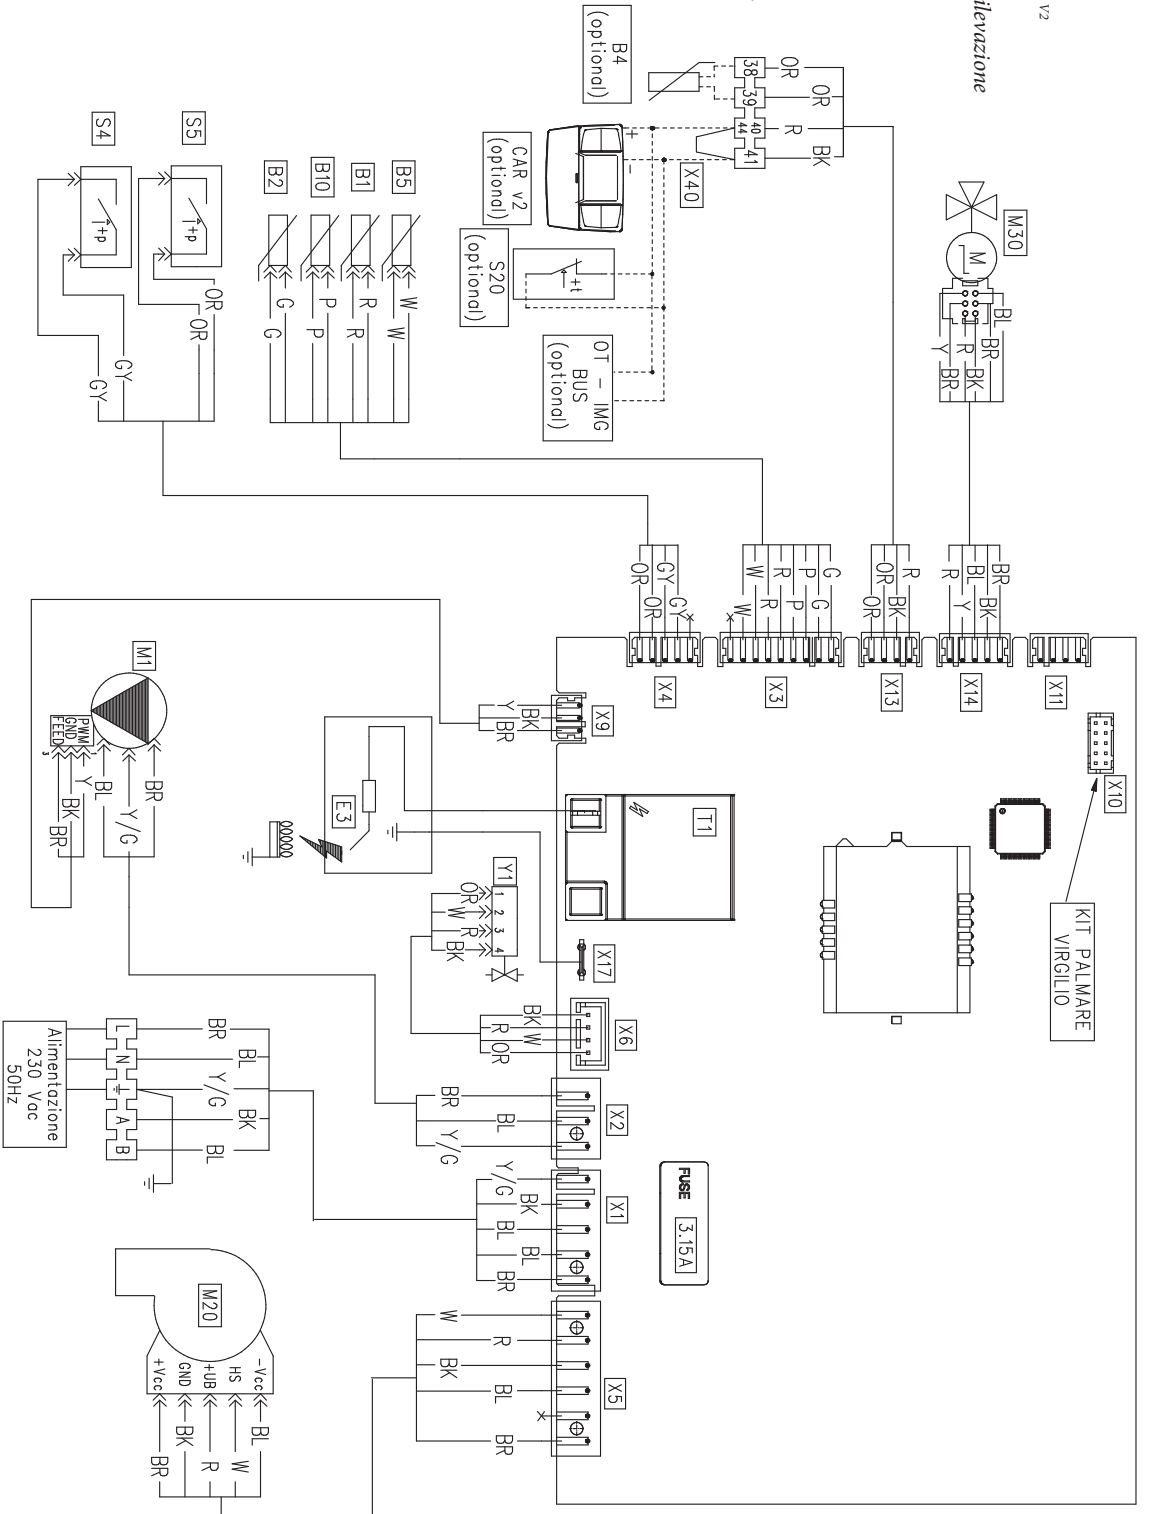 V2
ilevazione
B4
(optional)
38
39
40
44
41
OR
OR
R
BK
X40
+
-
CAR v2
(optional)
S20
(optional)
+t
OT - IMG
BUS
(optional)
M30
M
BL
BR
BK
R
BR
Y
S5
+p
OR
OR
S4
+p
GY
GY
B5
B1
B10
B2
W
W
R
R
P
P
G
G
BR
BK
BL
Y
R
R
BK
OR
OR
G
G
P
P
R
R
W
W
GY
GY
OR
OR
X11
X14
X13
X3
X4
X10
KIT PALMARE
VIRGILIO
X9
Y
BK
BR
M1
PWM
GND
FEED
1
3
BR
Y/G
BL
Y
BK
BR
T1
E3
Y1
1
2
3
4
OR
W
R
BK
X17
X6
BK
R
W
OR
X2
BR
BL
Y/G
X1
Y/G
BK
BL
BL
BR
FUSE
3.15A
X5
W
R
BK
BL
BR
L
N
A
B
BR
BL
Y/G
BK
BL
Alimentazione
230 Vac
50Hz
M20
-Vcc
HS
+UB
GND
+Vcc
BL
W
R
BK
BR